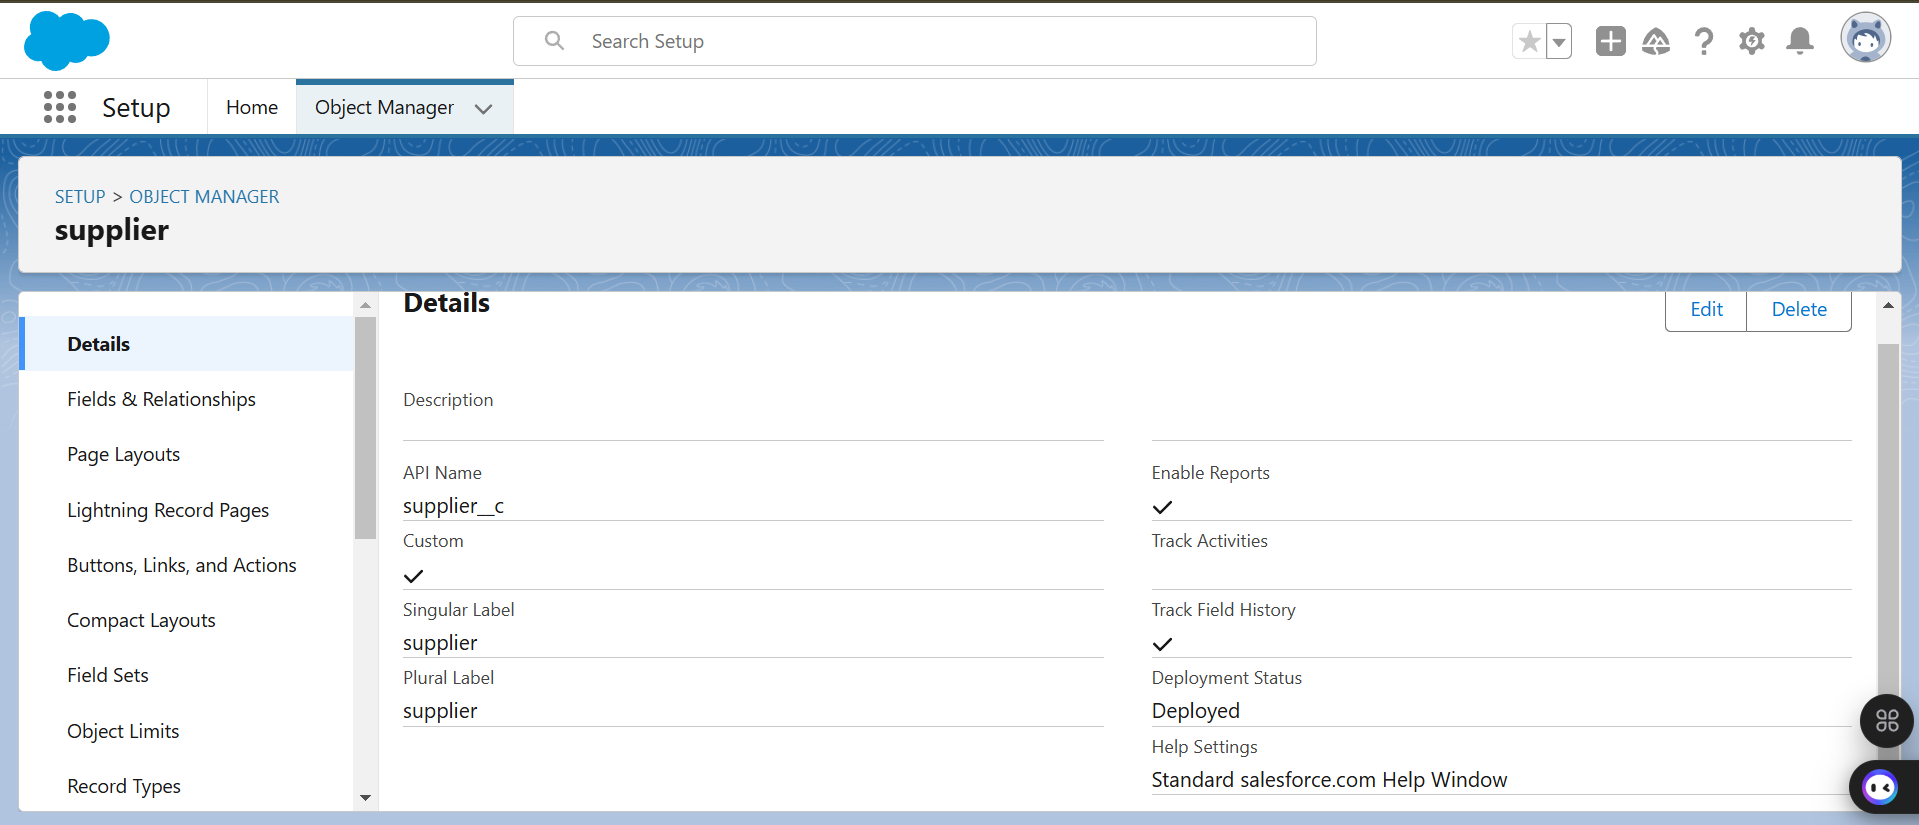 Search Setup
Setup
Home
Object Manager
SETUP > OBJECT MANAGER
supplier
Details
Fields & Relationships
Page Layouts
Lightning Record Pages
Buttons, Links, and Actions
Compact Layouts
Field Sets
Object Limits
Record Types
Details
Edit
Delete
Description
API Name
supplier__c
Custom
Singular Label
supplier
Plural Label
supplier
Enable Reports
Track Activities
Track Field History
Deployment Status
Deployed
Help Settings
Standard salesforce.com Help Window